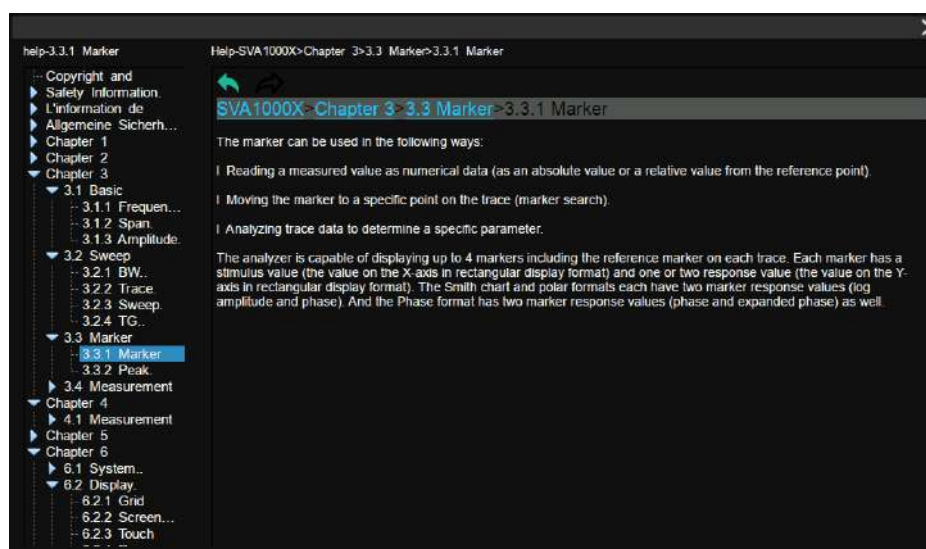 help-3.3.1 Marker
Help-SVA1000X>Chapter 3>3.3 Marker>3.3.1 Marker
Copyright and
Safety Information.
L'information de
Allgemeine Sicherh...
Chapter 1
Chapter 2
Chapter 3
3.1 Basic
3.1.1 Frequen...
3.1.2 Span.
3.1.3 Amplitude.
3.2 Sweep
3.2.1 BW..
3.2.2 Trace.
3.2.3 Sweep.
3.2.4 TG..
3.3 Marker
3.3.1 Marker
3.3.2 Peak.
3.4 Measurement
Chapter 4
4.1 Measurement
Chapter 5
Chapter 6
6.1 System..
6.2 Display.
6.2.1 Grid
6.2.2 Screen...
6.2.3 Touch
SVA1000X>Chapter 3>3.3 Marker>3.3.1 Marker
The marker can be used in the following ways:
l Reading a measured value as numerical data (as an absolute value or a relative value from the reference point).
l Moving the marker to a specific point on the trace (marker search).
l Analyzing trace data to determine a specific parameter.
The analyzer is capable of displaying up to 4 markers including the reference marker on each trace. Each marker has a
stimulus value (the value on the X-axis in rectangular display format) and one or two response value (the value on the Y-
axis in rectangular display format). The Smith chart and polar formats each have two marker response values (log
amplitude and phase). And the Phase format has two marker response values (phase and expanded phase) as well.